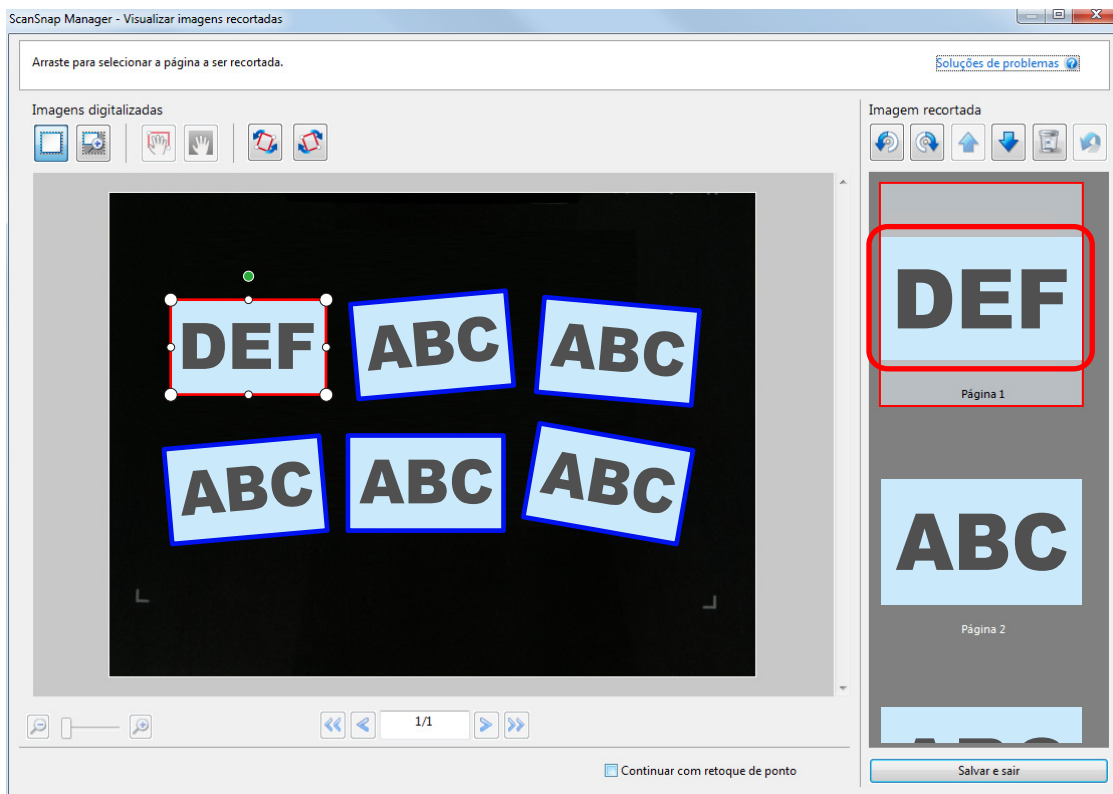 ScanSnap Manager - Visualizar imagens recortadas
Arraste para selecionar a página a ser recortada.
Soluções de problemas
Imagens digitalizadas
Imagem recortada
DEF ABC ABC
ABC ABC ABC
DEF
Página 1
ABC
Página 2
ABC
1/1
Continuar com retoque de ponto
Salvar e sair